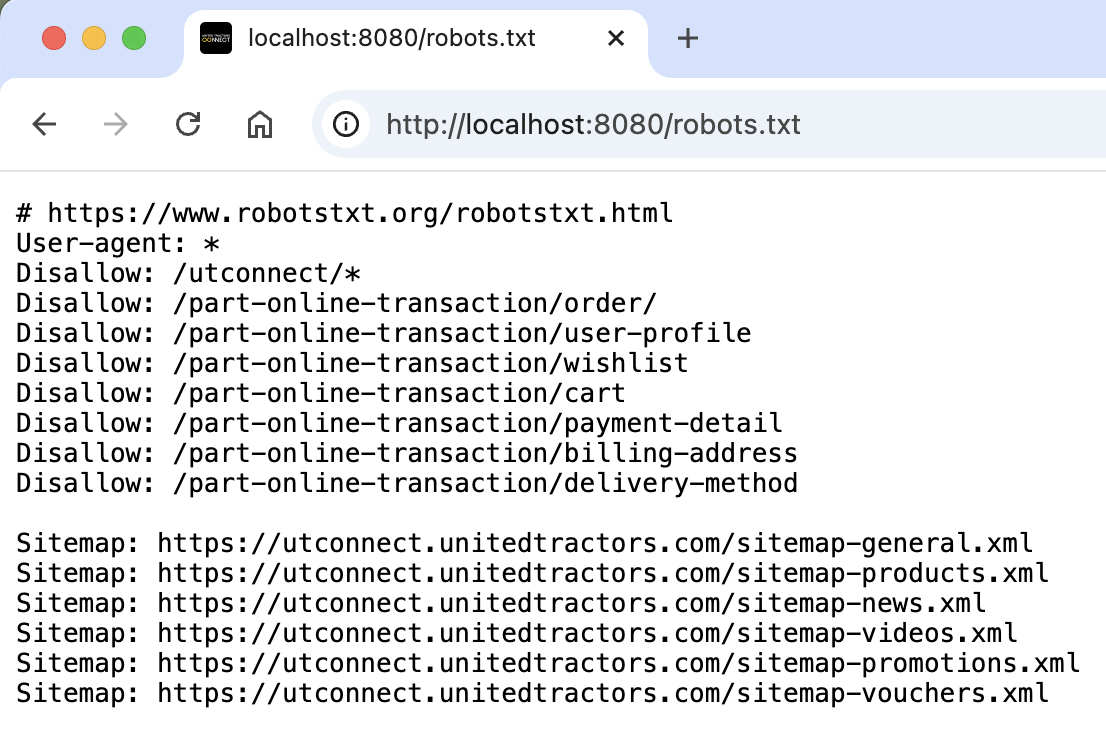 localhost:8080/robots.txt
http://localhost:8080/robots.txt
# https://www.robotstxt.org/robotstxt.html
User-agent: *
Disallow: /utconnect/*
Disallow: /part-online-transaction/order/
Disallow: /part-online-transaction/user-profile
Disallow: /part-online-transaction/wishlist
Disallow: /part-online-transaction/cart
Disallow: /part-online-transaction/payment-detail
Disallow: /part-online-transaction/billing-address
Disallow: /part-online-transaction/delivery-method
Sitemap: https://utconnect.unitedtractors.com/sitemap-general.xml
Sitemap: https://utconnect.unitedtractors.com/sitemap-products.xml
Sitemap: https://utconnect.unitedtractors.com/sitemap-news.xml
Sitemap: https://utconnect.unitedtractors.com/sitemap-videos.xml
Sitemap: https://utconnect.unitedtractors.com/sitemap-promotions.xml
Sitemap: https://utconnect.unitedtractors.com/sitemap-vouchers.xml